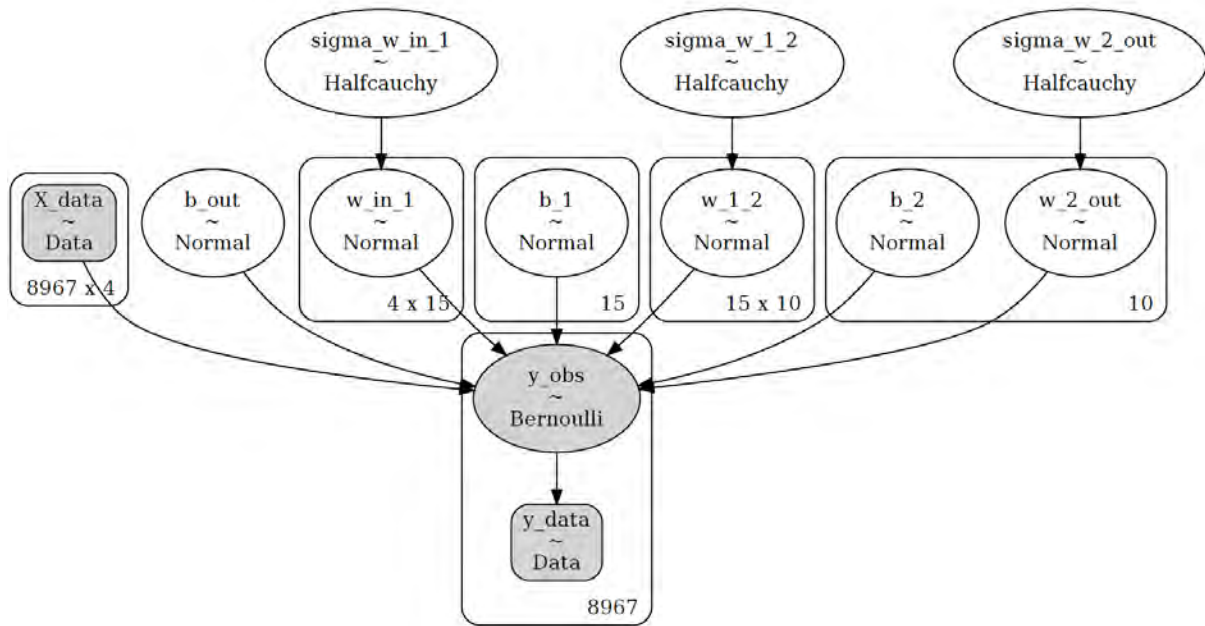 sigma_w_in_1
~
Halfcauchy
sigma_w_1_2
~
Halfcauchy
sigma_w_2_out
~
Halfcauchy
X_data
~
Data
8967 x 4
b_out
~
Normal
w_in_1
~
Normal
4 x 15
b_1
~
Normal
15
w_1_2
~
Normal
15 x 10
b_2
~
Normal
w_2_out
~
Normal
10
y_obs
~
Bernoulli
y_data
~
Data
8967